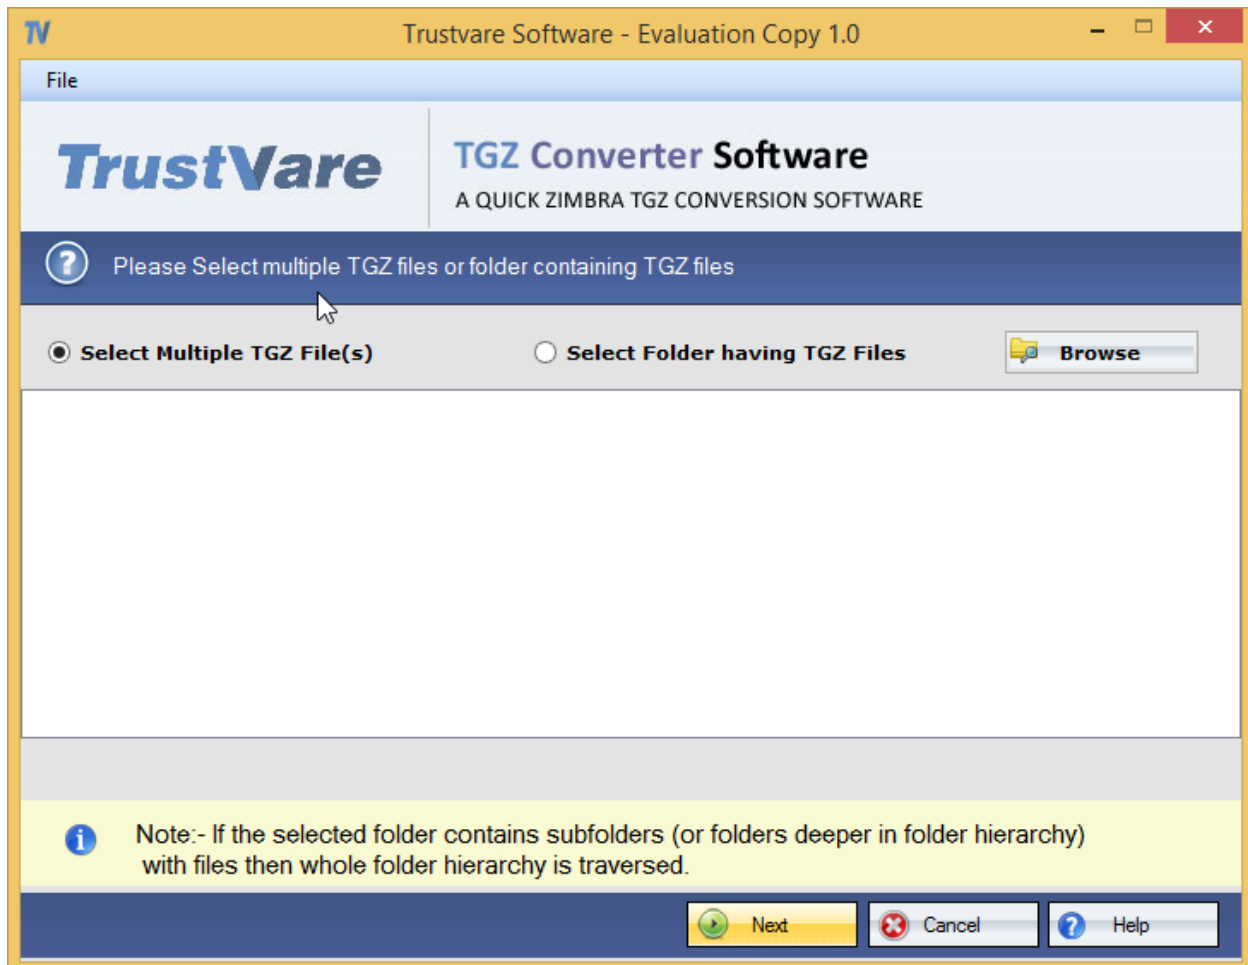 TV
Trustvare Software - Evaluation Copy 1.0
File
TrustVare
TGZ Converter Software
A QUICK ZIMBRA TGZ CONVERSION SOFTWARE
Please Select multiple TGZ files or folder containing TGZ files
Select Multiple TGZ File(s)
Select Folder having TGZ Files
Browse
Note:- If the selected folder contains subfolders (or folders deeper in folder hierarchy)
with files then whole folder hierarchy is traversed.
Next
Cancel
Help